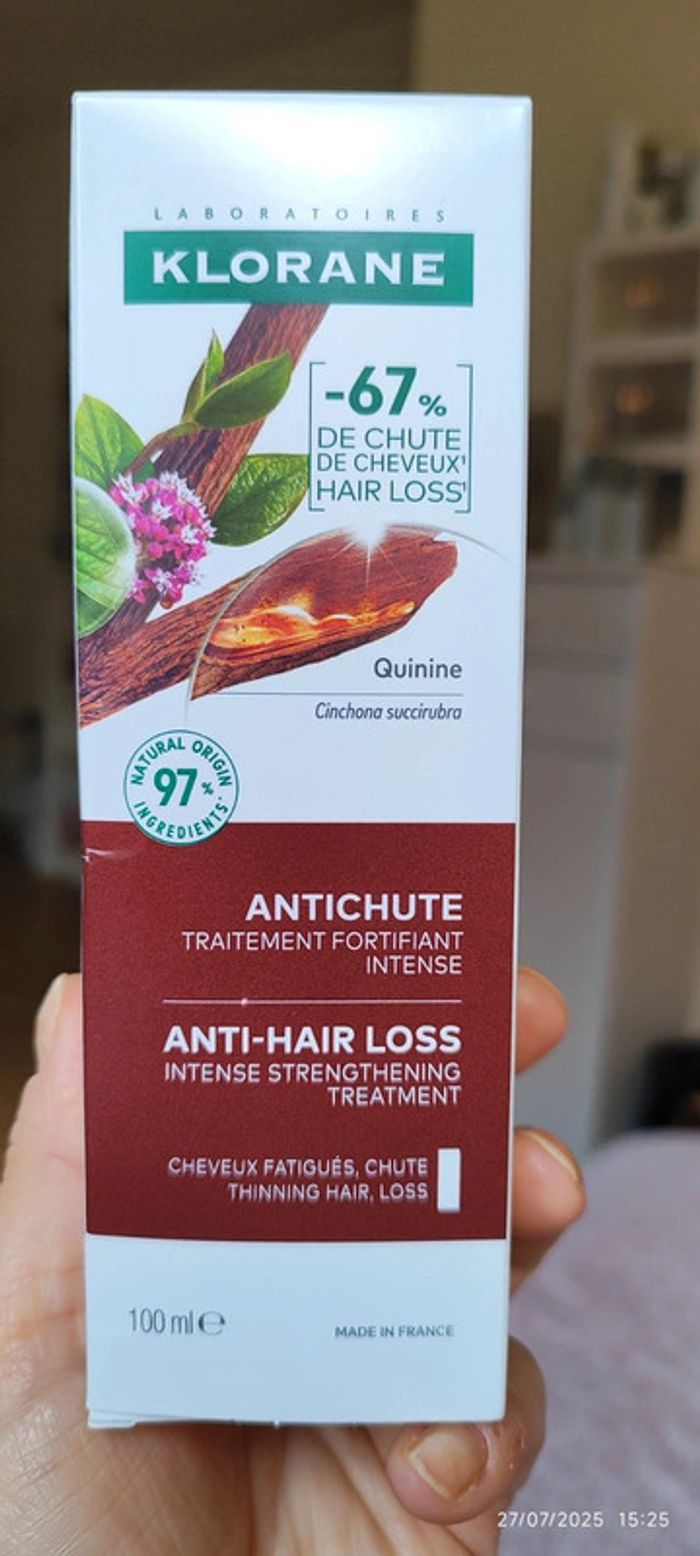 LABORATOIRES
KLORANE
-67%
DE CHUTE
DE CHEVEUX¹
HAIR LOSS¹
Quinine
Cinchona succirubra
NATURAL ORIGIN
97%
INGREDIENTS*
ANTICHUTE
TRAITEMENT FORTIFIANT
INTENSE
ANTI-HAIR LOSS
INTENSE STRENGTHENING
TREATMENT
CHEVEUX FATIGUÉS, CHUTE
THINNING HAIR, LOSS
100 ml e
MADE IN FRANCE
27/07/2025 15:25